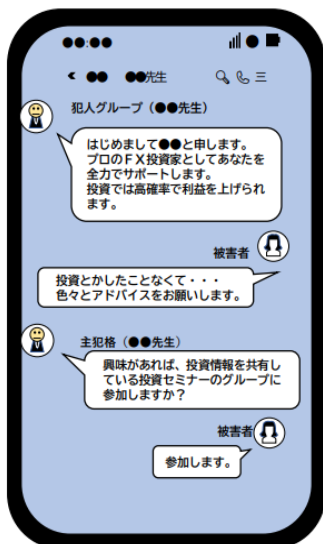 ●●:●●
●● ●●先生
犯人グループ（●●先生）
はじめまして●●と申します。
プロのＦＸ投資家としてあなたを
全力でサポートします。
投資では高確率で利益を上げられ
ます。
被害者
投資とかしたことなくて・・・
色々とアドバイスをお願いします。
主犯格（●●先生）
興味があれば、投資情報を共有し
ている投資セミナーのグループに
参加しますか？
被害者
参加します。